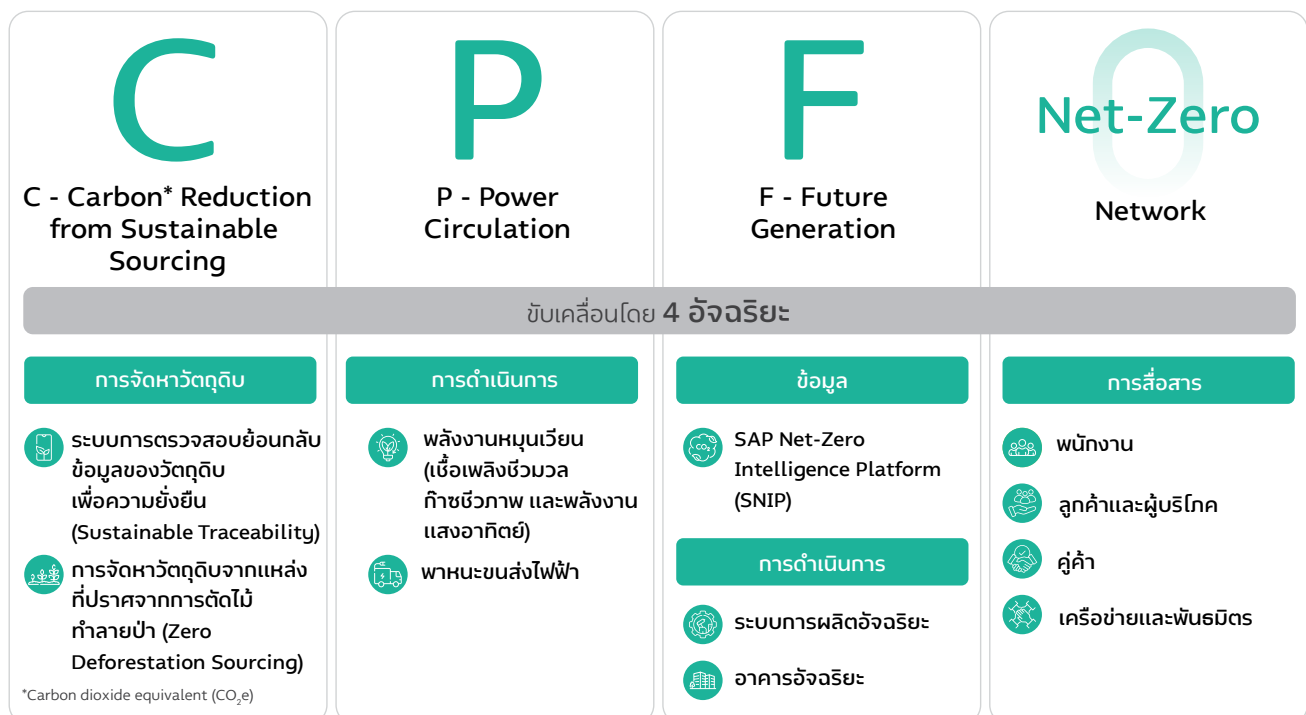 C
C - Carbon* Reduction
from Sustainable
Sourcing
P
P - Power
Circulation
F
F - Future
Generation
0
Net-Zero
Network
ขับเคลื่อนโดย 4 อัจฉริยะ
การจัดหาวัตถุดิบ
ระบบการตรวจสอบย้อนกลับ
ข้อมูลของวัตถุดิบ
เพื่อความยั่งยืน
(Sustainable Traceability)
การจัดหาวัตถุดิบจากแหล่ง
ที่ปราศจากการตัดไม้
ทำลายป่า (Zero
Deforestation Sourcing)
*Carbon dioxide equivalent (CO₂e)
การดำเนินการ
พลังงานหมุนเวียน
(เชื้อเพลิงชีวมวล
ก๊าซชีวภาพ และพลังงาน
แสงอาทิตย์)
พาหนะขนส่งไฟฟ้า
ข้อมูล
CO₂
SAP Net-Zero
Intelligence Platform
(SNIP)
การดำเนินการ
ระบบการผลิตอัจฉริยะ
อาคารอัจฉริยะ
การสื่อสาร
พนักงาน
ลูกค้าและผู้บริโภค
คู่ค้า
เครือข่ายและพันธมิตร